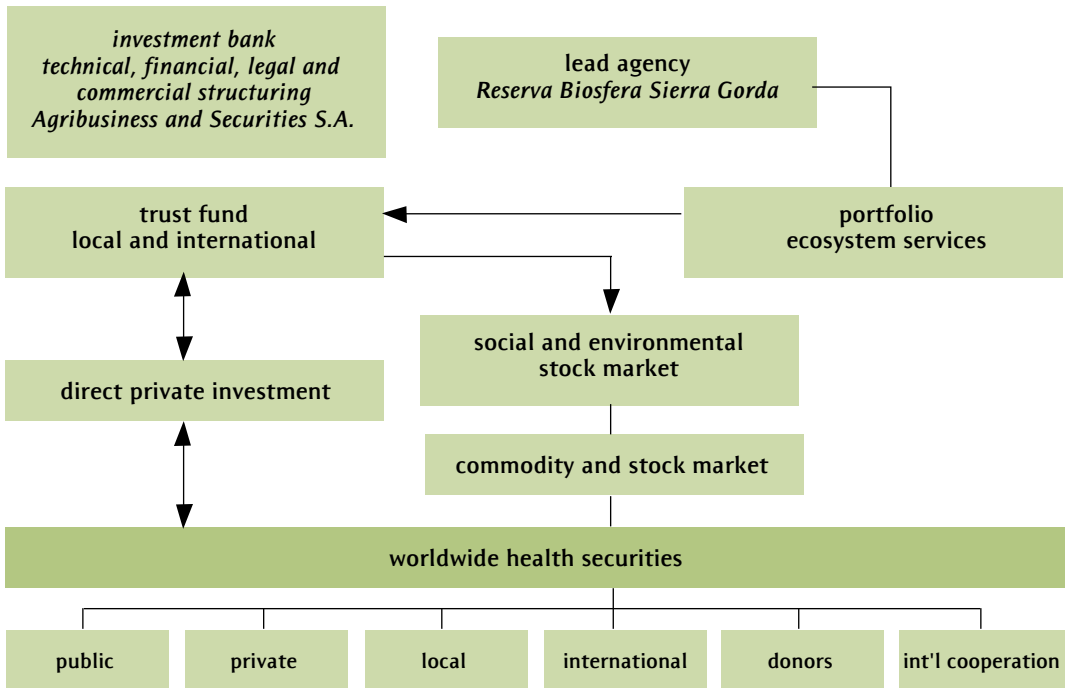 investment bank
technical, financial, legal and
commercial structuring
Agribusiness and Securities S.A.
lead agency
Reserva Biosfera Sierra Gorda
trust fund
local and international
portfolio
ecosystem services
social and environmental
stock market
direct private investment
commodity and stock market
worldwide health securities
public
private
local
international
donors
int'l cooperation